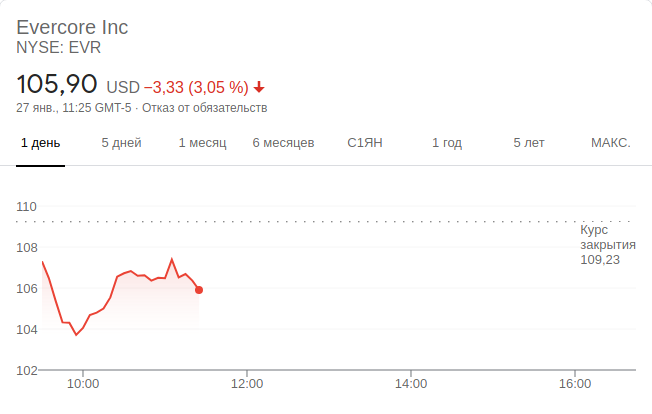 Evercore Inc
NYSE: EVR
105,90 USD −3,33 (3,05 %)
27 янв., 11:25 GMT-5 · Отказ от обязательств
1 день 5 дней 1 месяц 6 месяцев С1ЯН 1 год 5 лет МАКС.
110
Курс
108
закрытия
109,23
106
104
102
10:00 12:00 14:00 16:00